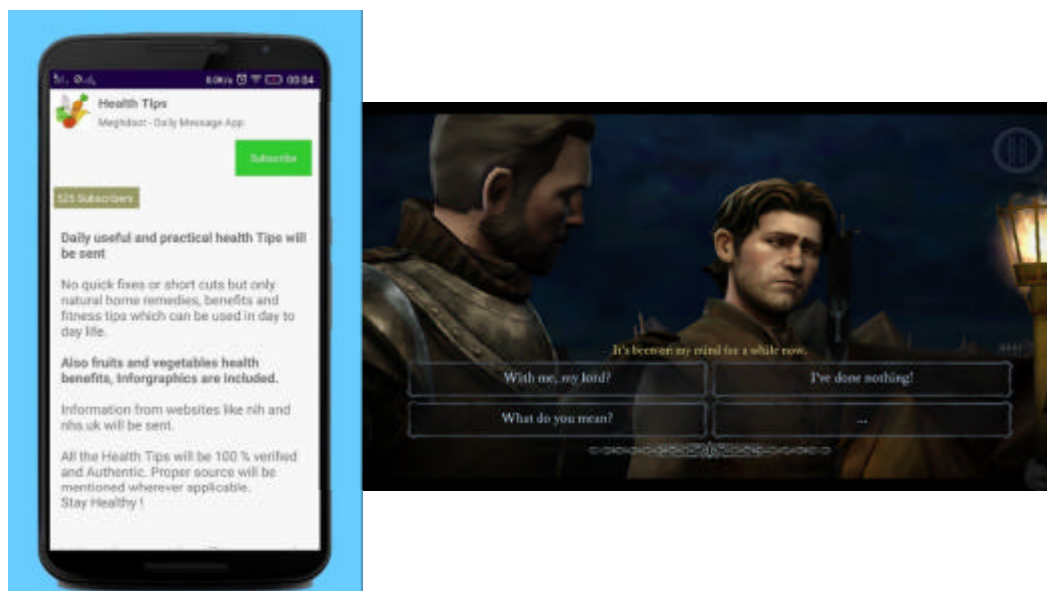 00:04
Health Tips
Meghdoot - Daily Message App
Subscribe
525 Subscribers
Daily useful and practical health Tips will
be sent
No quick fixes or short cuts but only
natural home remedies, benefits and
fitness tips which can be used in day to
day life.
Also fruits and vegetables health
benefits, Inforgraphics are included.
Information from websites like nih and
nhs.uk will be sent.
All the Health Tips will be 100 % verified
and Authentic. Proper source will be
mentioned wherever applicable.
Stay Healthy !
It's been on my mind for a while now.
With me, my lord?
I've done nothing!
What do you mean?
...